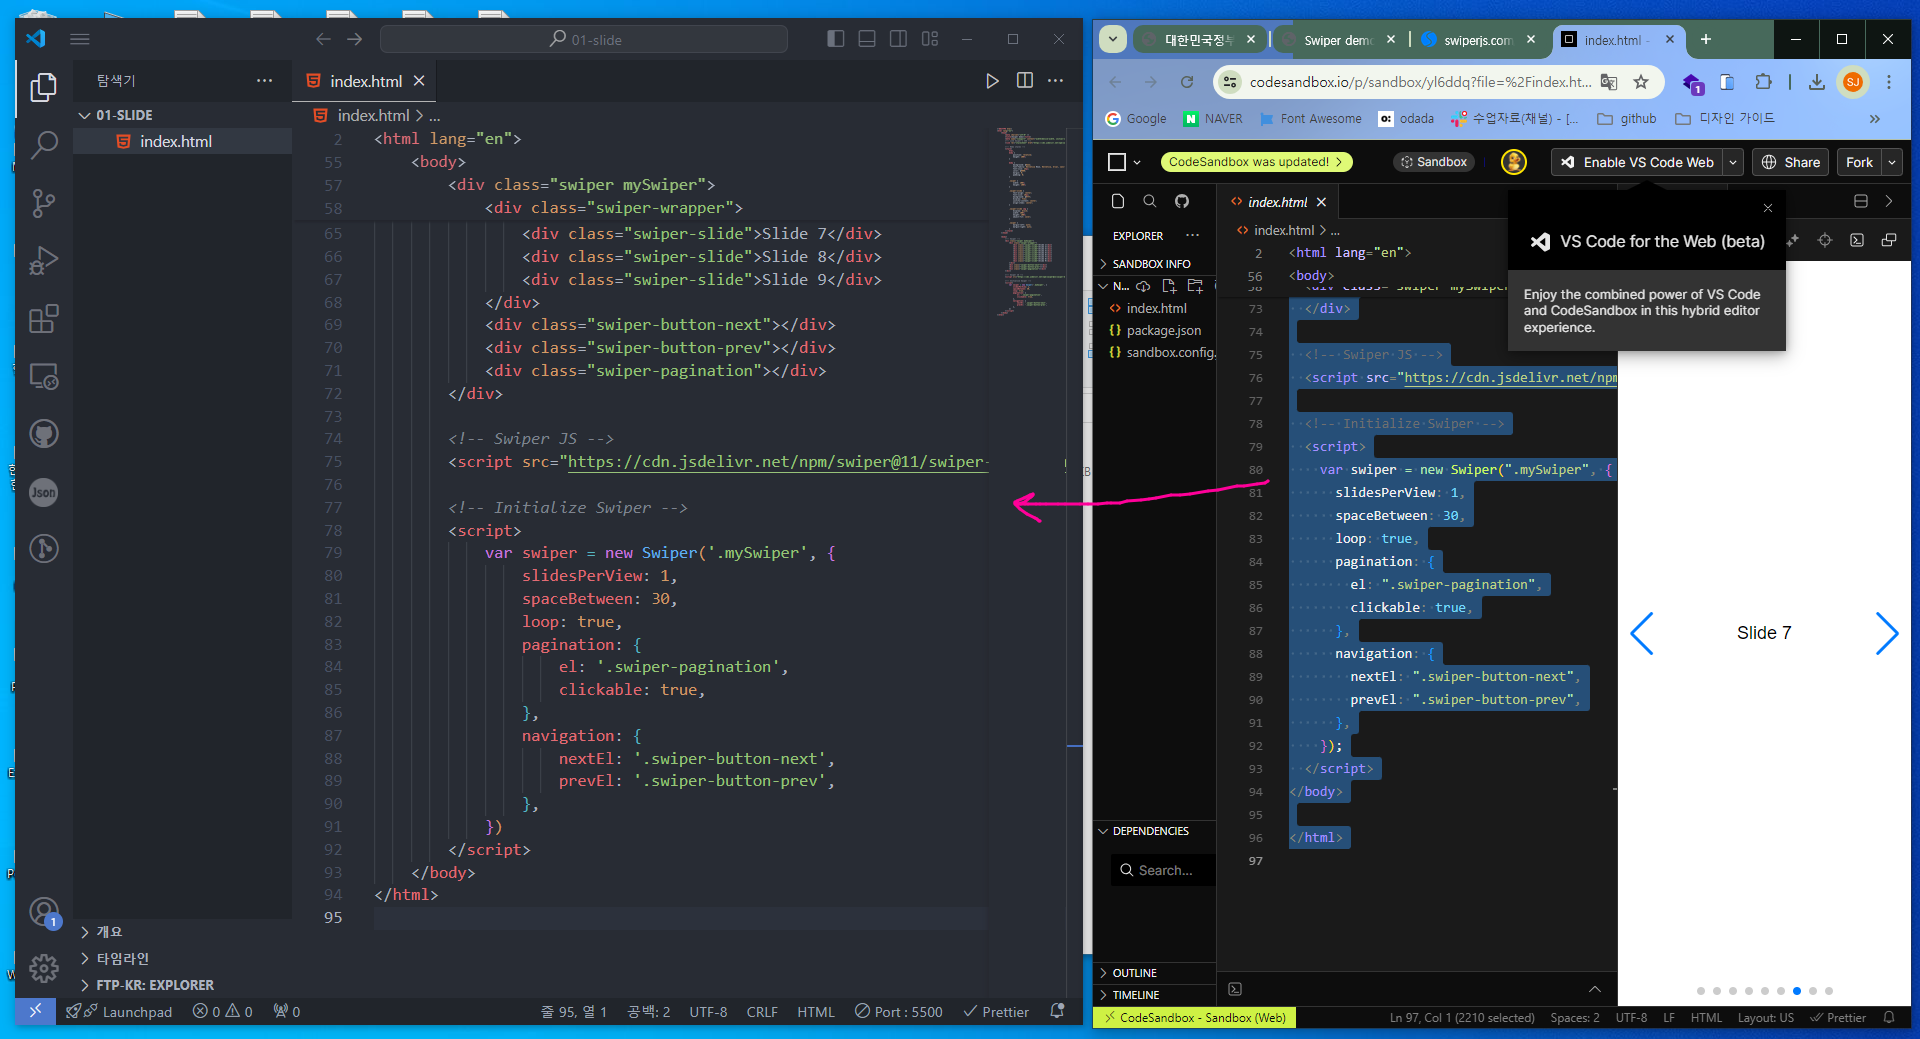 01-slide
탐색기
index.html
01-SLIDE
index.html
index.html > ...
2 <html lang="en">
55 <body>
57 <div class="swiper mySwiper">
58 <div class="swiper-wrapper">
65 <div class="swiper-slide">Slide 7</div>
66 <div class="swiper-slide">Slide 8</div>
67 <div class="swiper-slide">Slide 9</div>
68 </div>
69 <div class="swiper-button-next"></div>
70 <div class="swiper-button-prev"></div>
71 <div class="swiper-pagination"></div>
72 </div>
73
74 <!-- Swiper JS -->
75 <script src="https://cdn.jsdelivr.net/npm/swiper@11/swiper-
76
77 <!-- Initialize Swiper -->
78 <script>
79 var swiper = new Swiper('.mySwiper', {
80 slidesPerView: 1,
81 spaceBetween: 30,
82 loop: true,
83 pagination: {
84 el: '.swiper-pagination',
85 clickable: true,
86 },
87 navigation: {
88 nextEl: '.swiper-button-next',
89 prevEl: '.swiper-button-prev',
90 },
91 })
92 </script>
93 </body>
94 </html>
95
Json
1
개요
타임라인
FTP-KR: EXPLORER
Launchpad 0 0 0 줄 95, 열 1 공백: 2 UTF-8 CRLF HTML Port : 5500 Prettier
대한민국정부
Swiper demo
swiperjs.com
index.html -
codesandbox.io/p/sandbox/yl6ddq?file=%2Findex.ht...
1
SJ
Google NAVER Font Awesome odada 수업자료(채널) - [... github 디자인 가이드
CodeSandbox was updated! >
Sandbox
Enable VS Code Web
Share
Fork
index.html
EXPLORER
index.html > ...
SANDBOX INFO
N...
index.html
package.json
sandbox.config.
VS Code for the Web (beta)
Enjoy the combined power of VS Code
and CodeSandbox in this hybrid editor
experience.
2 <html lang="en">
56 <body>
58 <div class="swiper mySwipe
73 </div>
74
75 <!-- Swiper JS -->
76 <script src="https://cdn.jsdelivr.net/npm
77
78 <!-- Initialize Swiper -->
79 <script>
80 var swiper = new Swiper(".mySwiper", {
81 slidesPerView: 1,
82 spaceBetween: 30,
83 loop: true,
84 pagination: {
85 el: ".swiper-pagination",
86 clickable: true,
87 },
88 navigation: {
89 nextEl: ".swiper-button-next",
90 prevEl: ".swiper-button-prev",
91 },
92 });
93 </script>
94 </body>
95
96 </html>
97
Slide 7
DEPENDENCIES
Search...
OUTLINE
TIMELINE
CodeSandbox - Sandbox (Web)
Ln 97, Col 1 (2210 selected) Spaces: 2 UTF-8 LF HTML Layout: US Prettier